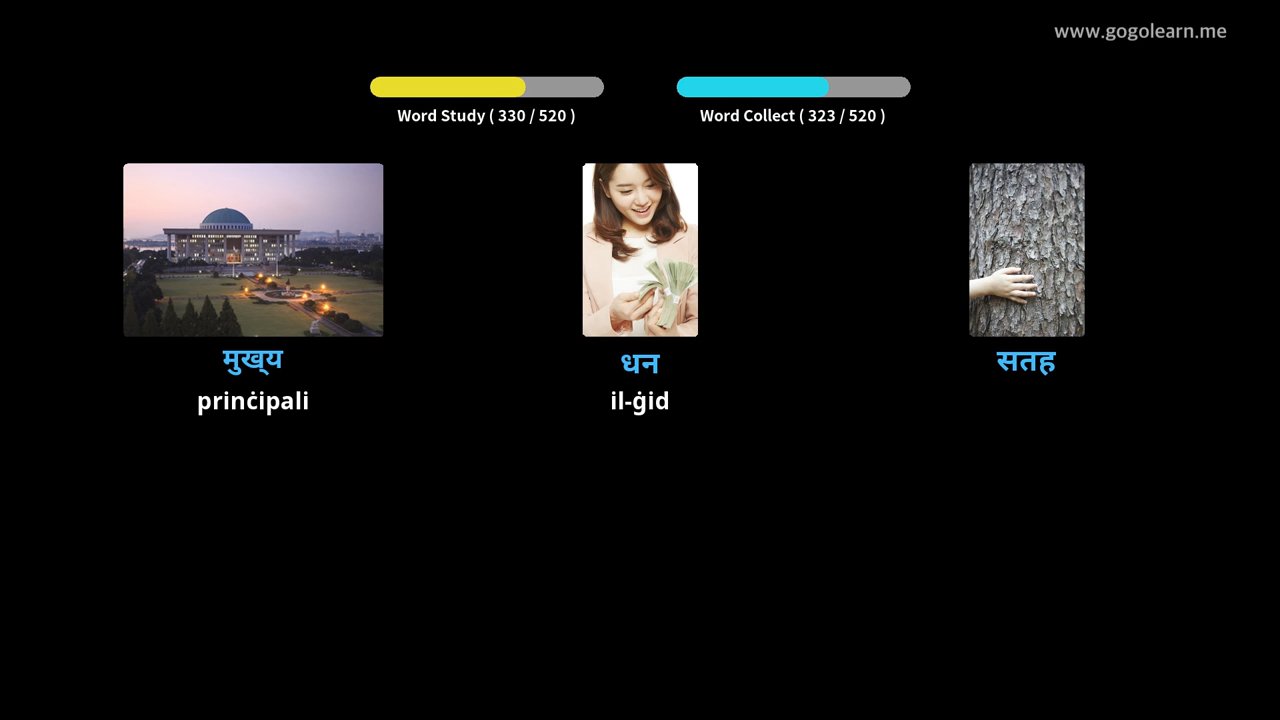 www.gogolearn.me
Word Study ( 330 / 520 )
Word Collect ( 323 / 520 )
मुख्य
धन
सतह
prinċipali
il-ġid